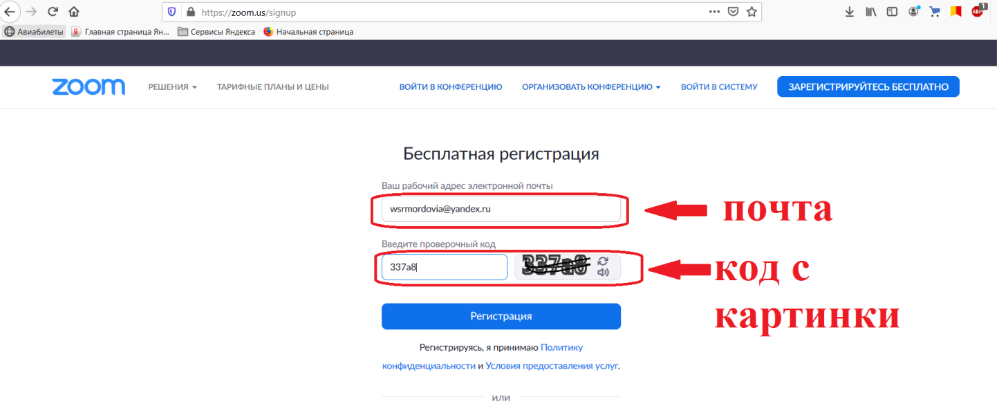 https://zoom.us/signup
ABP 1
Авиабилеты Главная страница Ян... Сервисы Яндекса Начальная страница
zoom РЕШЕНИЯ ТАРИФНЫЕ ПЛАНЫ И ЦЕНЫ ВОЙТИ В КОНФЕРЕНЦИЮ ОРГАНИЗОВАТЬ КОНФЕРЕНЦИЮ ВОЙТИ В СИСТЕМУ ЗАРЕГИСТРИРУЙТЕСЬ БЕСПЛАТНО
Бесплатная регистрация
Ваш рабочий адрес электронной почты
wsrmordovia@yandex.ru
почта
Введите проверочный код
337a8 337a8
код с
картинки
Регистрация
Регистрируясь, я принимаю Политику
конфиденциальности и Условия предоставления услуг.
или